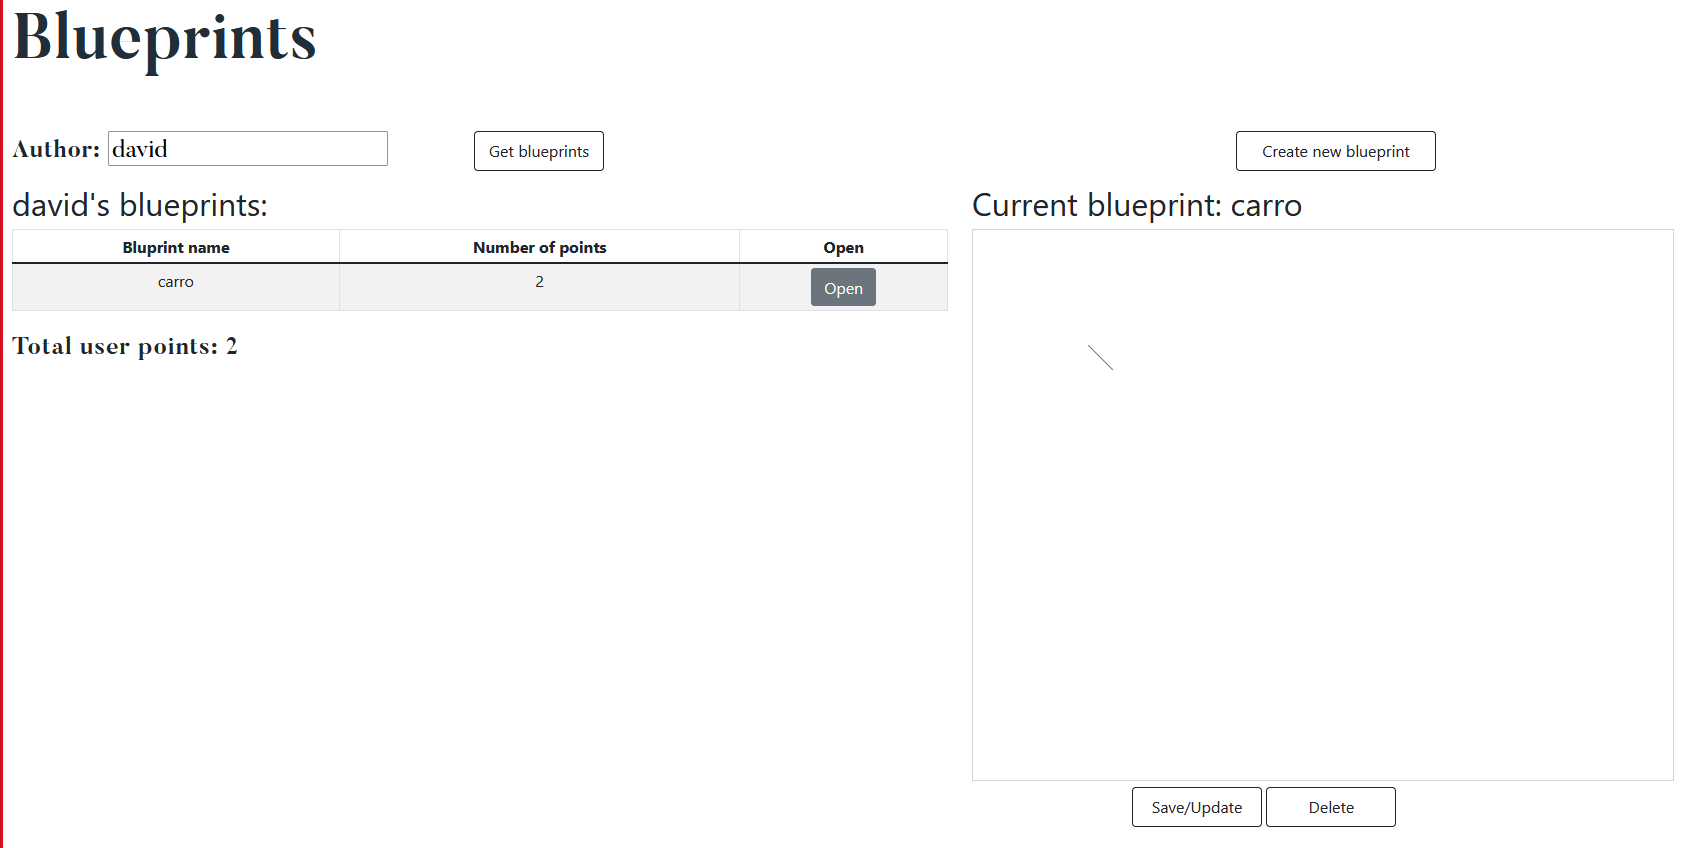 Blueprints
Author: david Get blueprints Create new blueprint
david's blueprints:
Bluprint name Number of points Open
carro 2 Open
Total user points: 2
Current blueprint: carro
Save/Update Delete